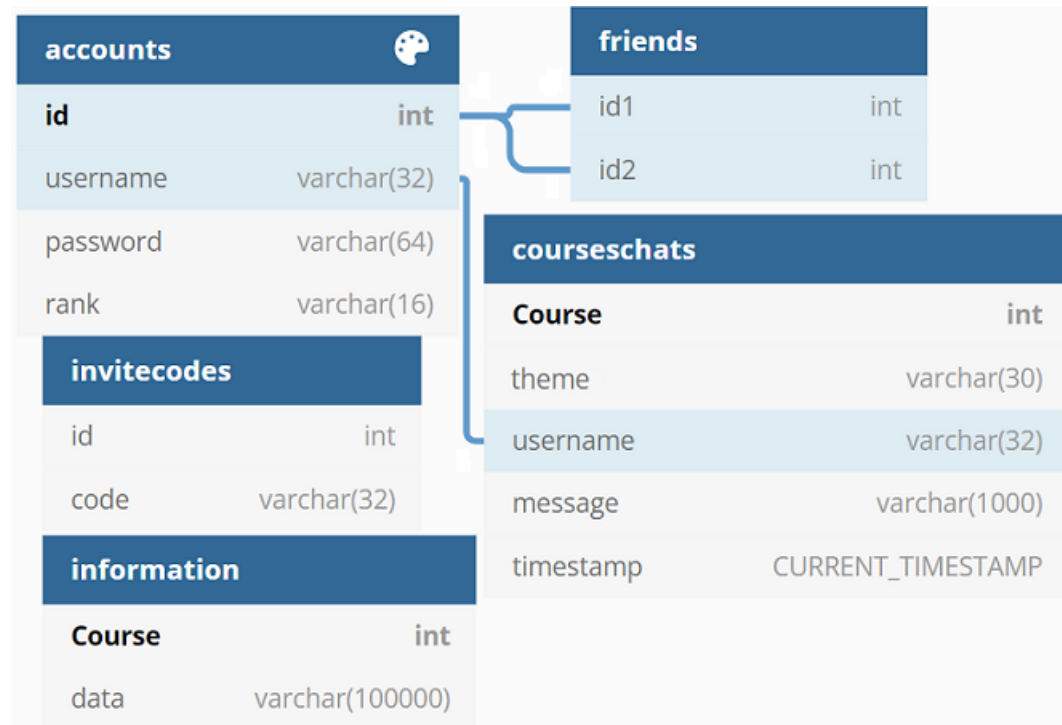 accounts
id int
username varchar(32)
password varchar(64)
rank varchar(16)
friends
id1 int
id2 int
courseschats
Course int
theme varchar(30)
username varchar(32)
message varchar(1000)
timestamp CURRENT_TIMESTAMP
invitecodes
id int
code varchar(32)
information
Course int
data varchar(100000)